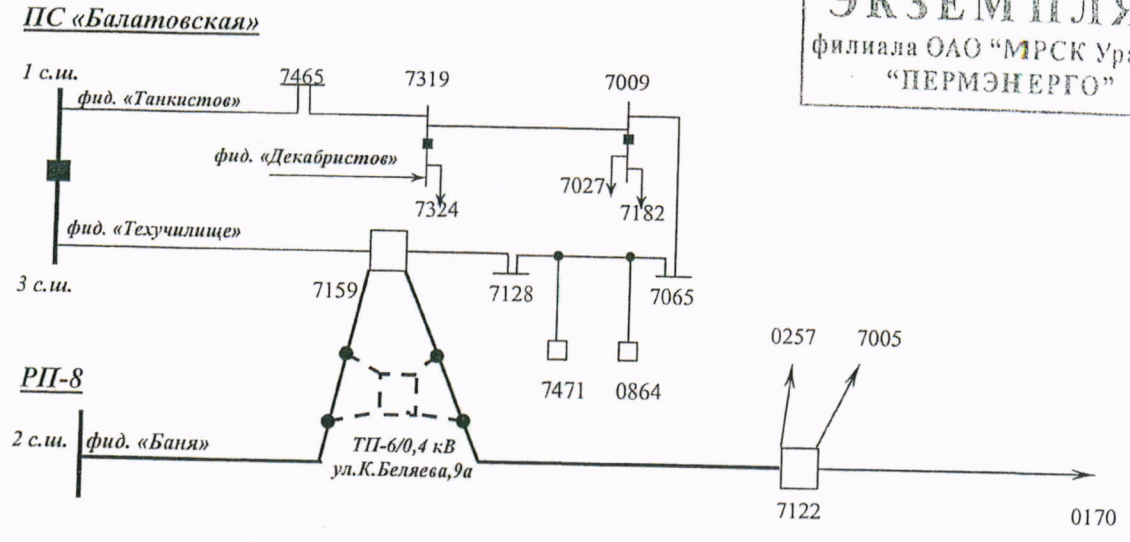 ПС «Балатовская»
ЭКЗЕМПЛЯ
филиала ОАО “МРСК Ура
“ПЕРМЭНЕРГО”
1 с.ш.
фид. «Танкистов»
7465
7319
7009
фид. «Декабристов»
7324
7027
7182
фид. «Техучилище»
3 с.ш.
7159
7128
7065
7471
0864
0257
7005
РП-8
2 с.ш.
фид. «Баня»
ТП-6/0,4 кВ
ул.К.Беляева,9а
7122
0170